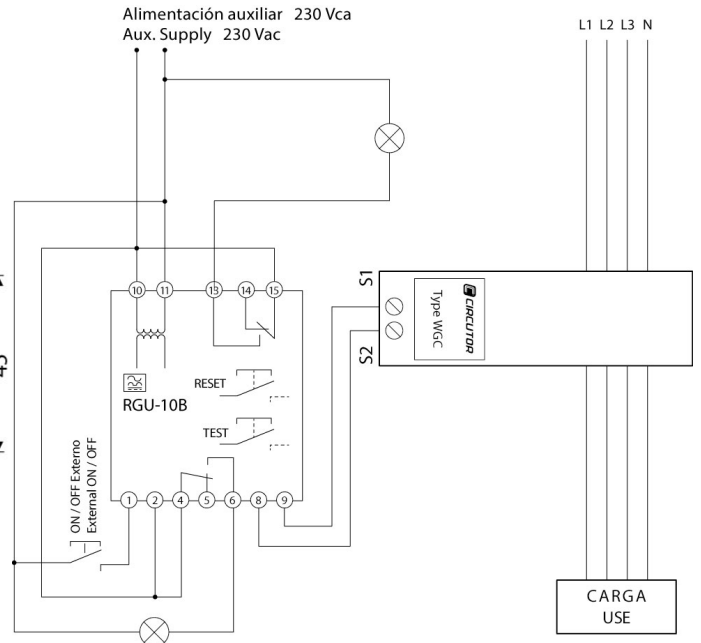 Alimentación auxiliar 230 Vca
Aux. Supply 230 Vac
L1 L2 L3 N
10 11 13 14 15
S1
S2
CIRCUTOR
Type WGC
RESET
RGU-10B
TEST
45
ON / OFF Externo
External ON / OFF
1 2 4 5 6 8 9
CARGA
USE